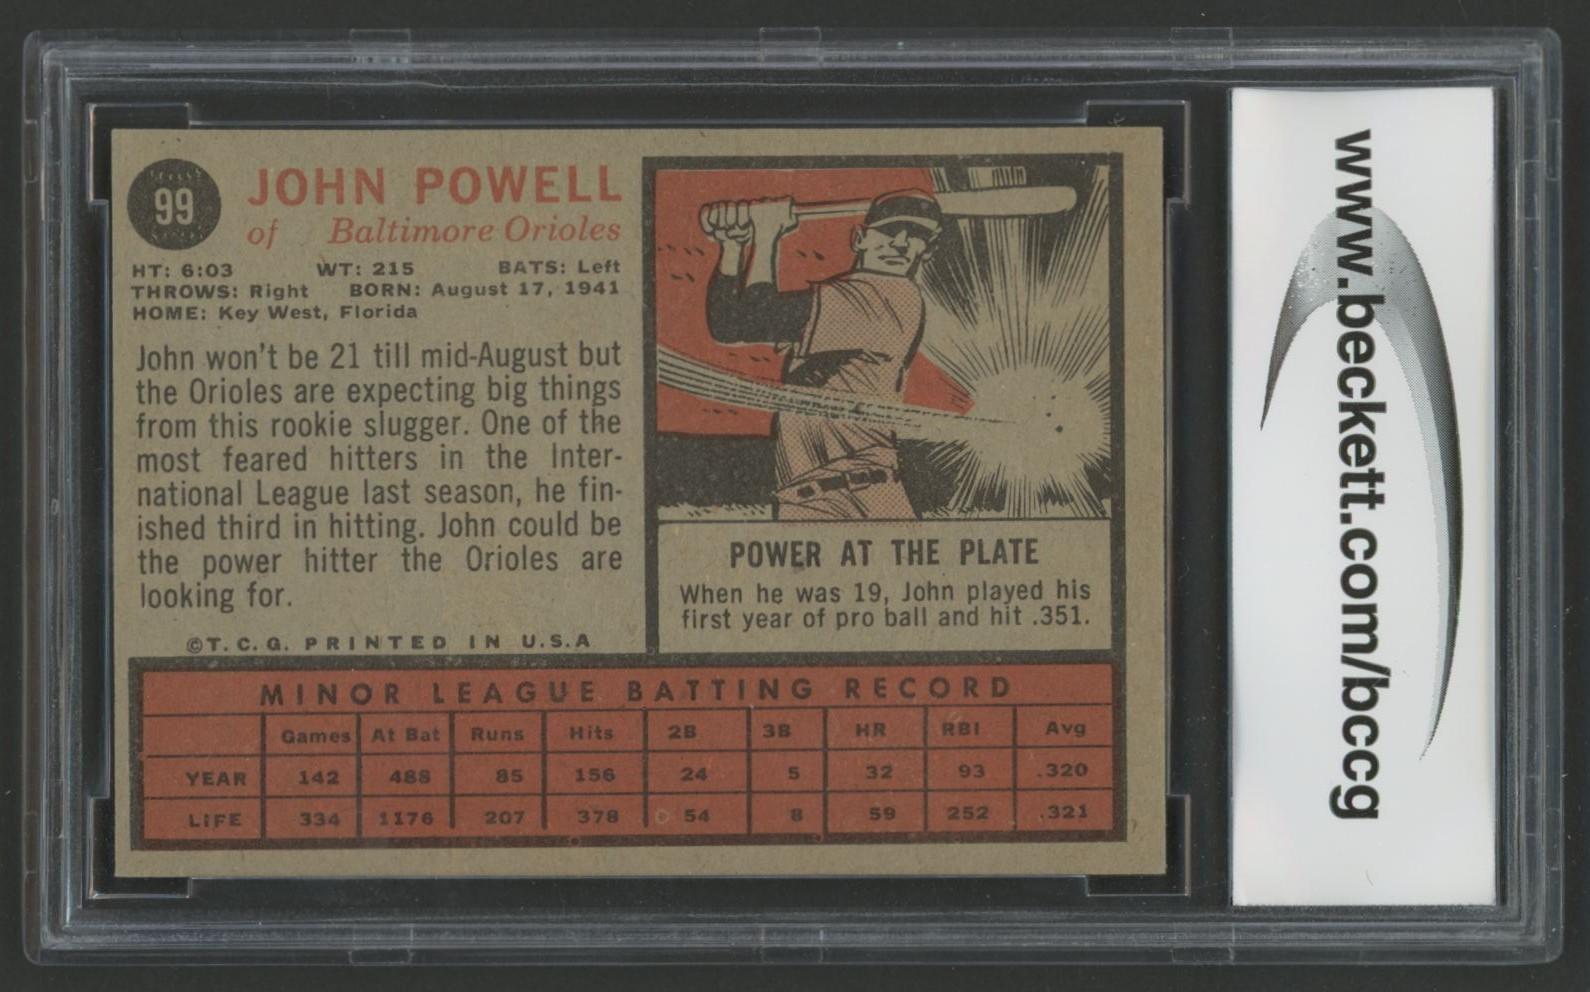 99
JOHN POWELL
of Baltimore Orioles
HT: 6:03 WT: 215 BATS: Left
THROWS: Right BORN: August 17, 1941
HOME: Key West, Florida
John won't be 21 till mid-August but
the Orioles are expecting big things
from this rookie slugger. One of the
most feared hitters in the Inter-
national League last season, he fin-
ished third in hitting. John could be
the power hitter the Orioles are
looking for.
©T.C.G. PRINTED IN U.S.A
POWER AT THE PLATE
When he was 19, John played his
first year of pro ball and hit .351.
MINOR LEAGUE BATTING RECORD
Games At Bat Runs Hits 2B 3B HR RBI Avg
YEAR 142 488 85 156 24 5 32 93 .320
LIFE 334 1176 207 378 54 8 59 252 .321
www.beckett.com/bccg